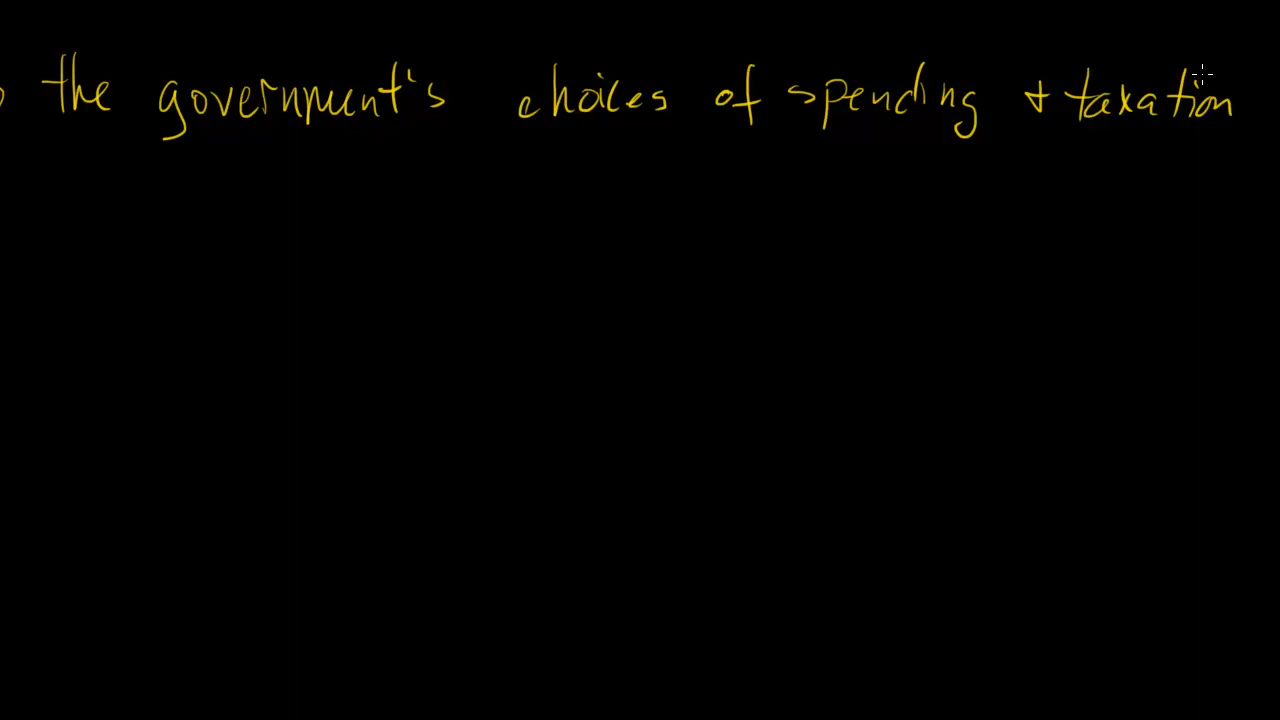 the government's choices of spending + taxation